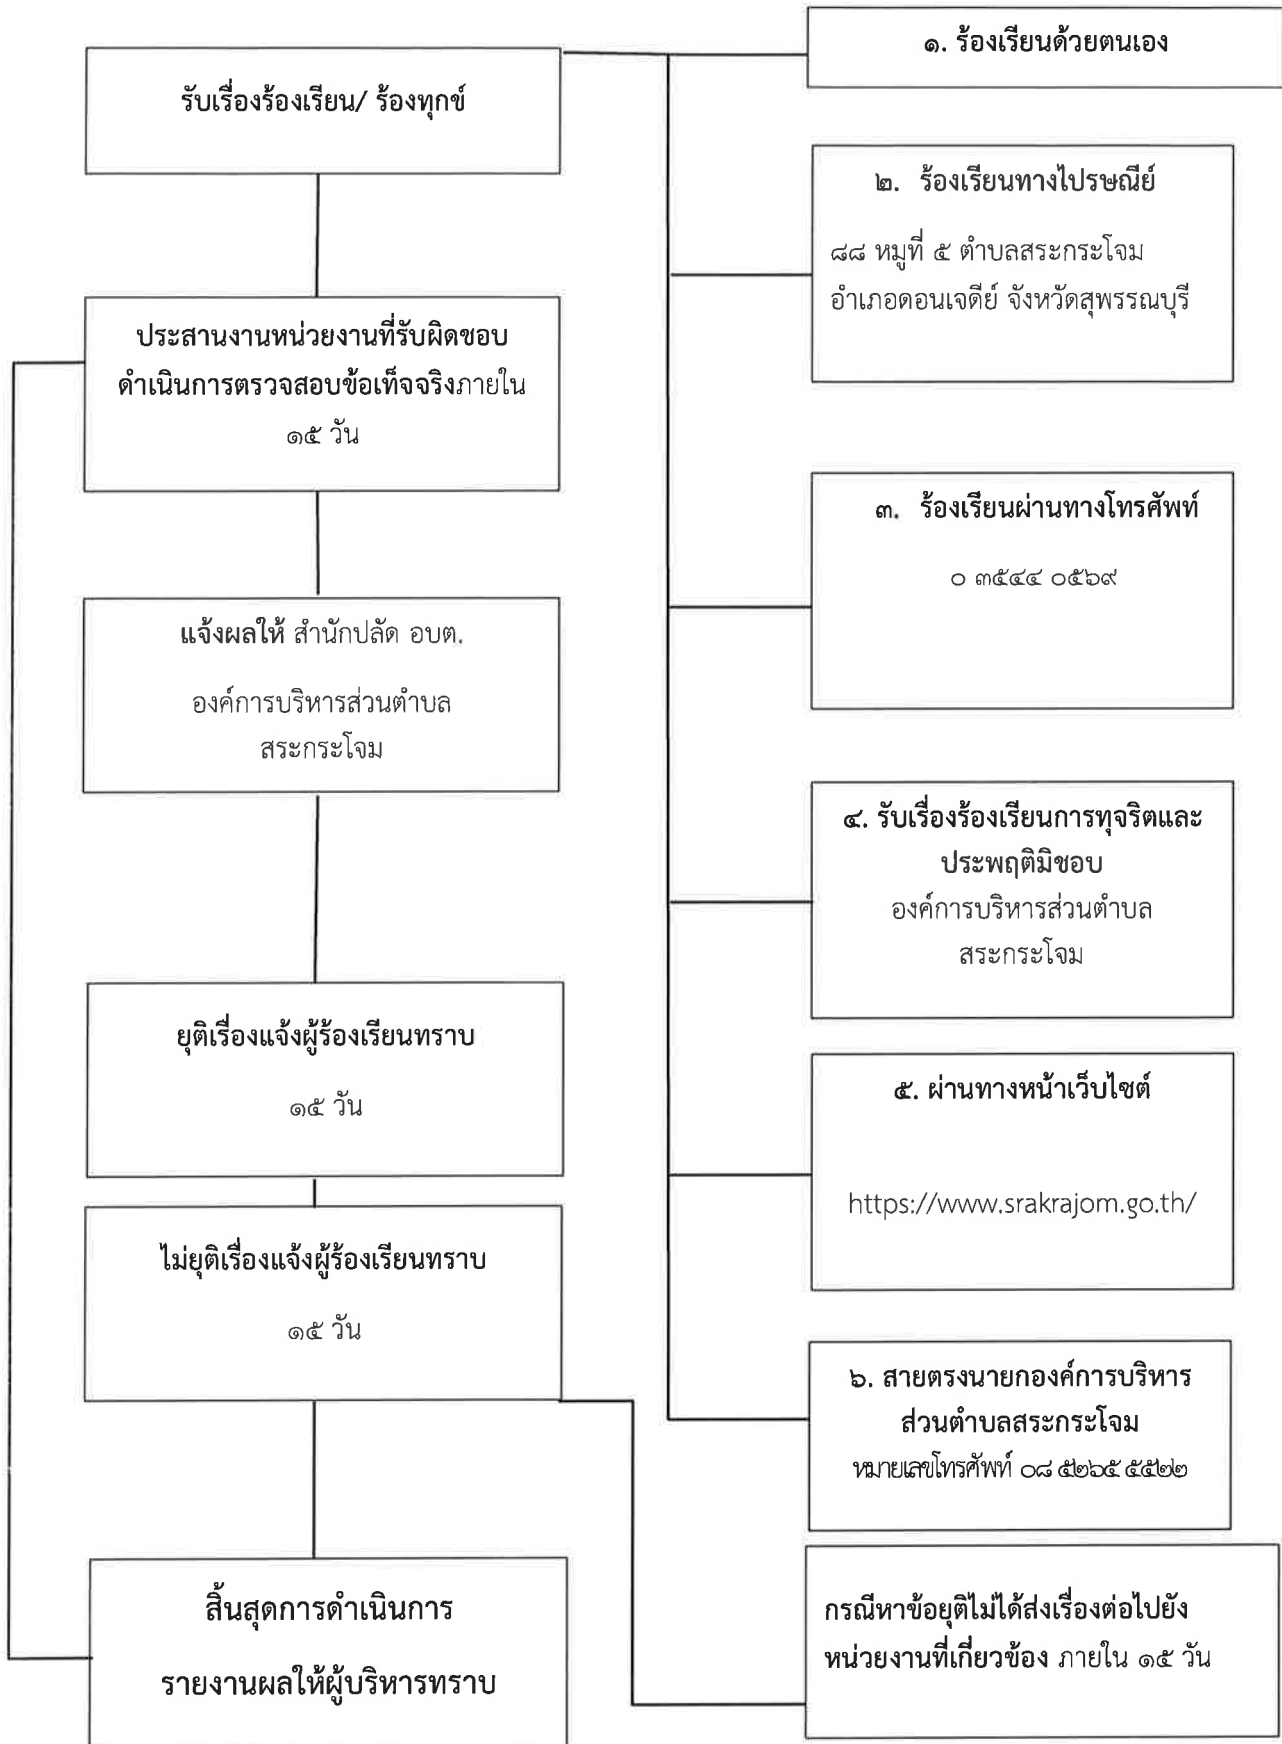 รับเรื่องร้องเรียน/ ร้องทุกข์
ประสานงานหน่วยงานที่รับผิดชอบ
ดำเนินการตรวจสอบข้อเท็จจริงภายใน
๑๕ วัน
แจ้งผลให้ สำนักปลัด อบต.
องค์การบริหารส่วนตำบล
สระกระโจม
ยุติเรื่องแจ้งผู้ร้องเรียนทราบ
๑๕ วัน
ไม่ยุติเรื่องแจ้งผู้ร้องเรียนทราบ
๑๕ วัน
สิ้นสุดการดำเนินการ
รายงานผลให้ผู้บริหารทราบ
๑. ร้องเรียนด้วยตนเอง
๒. ร้องเรียนทางไปรษณีย์
๘๘ หมู่ที่ ๕ ตำบลสระกระโจม
อำเภอดอนเจดีย์ จังหวัดสุพรรณบุรี
๓. ร้องเรียนผ่านทางโทรศัพท์
๐ ๓๕๔๔ ๐๕๖๙
๔. รับเรื่องร้องเรียนการทุจริตและ
ประพฤติมิชอบ
องค์การบริหารส่วนตำบล
สระกระโจม
๕. ผ่านทางหน้าเว็บไซต์
https://www.srakrajom.go.th/
๖. สายตรงนายกองค์การบริหาร
ส่วนตำบลสระกระโจม
หมายเลขโทรศัพท์ ๐๘ ๕๒๖๕ ๕๕๒๒
กรณีหาข้อยุติไม่ได้ส่งเรื่องต่อไปยัง
หน่วยงานที่เกี่ยวข้อง ภายใน ๑๕ วัน